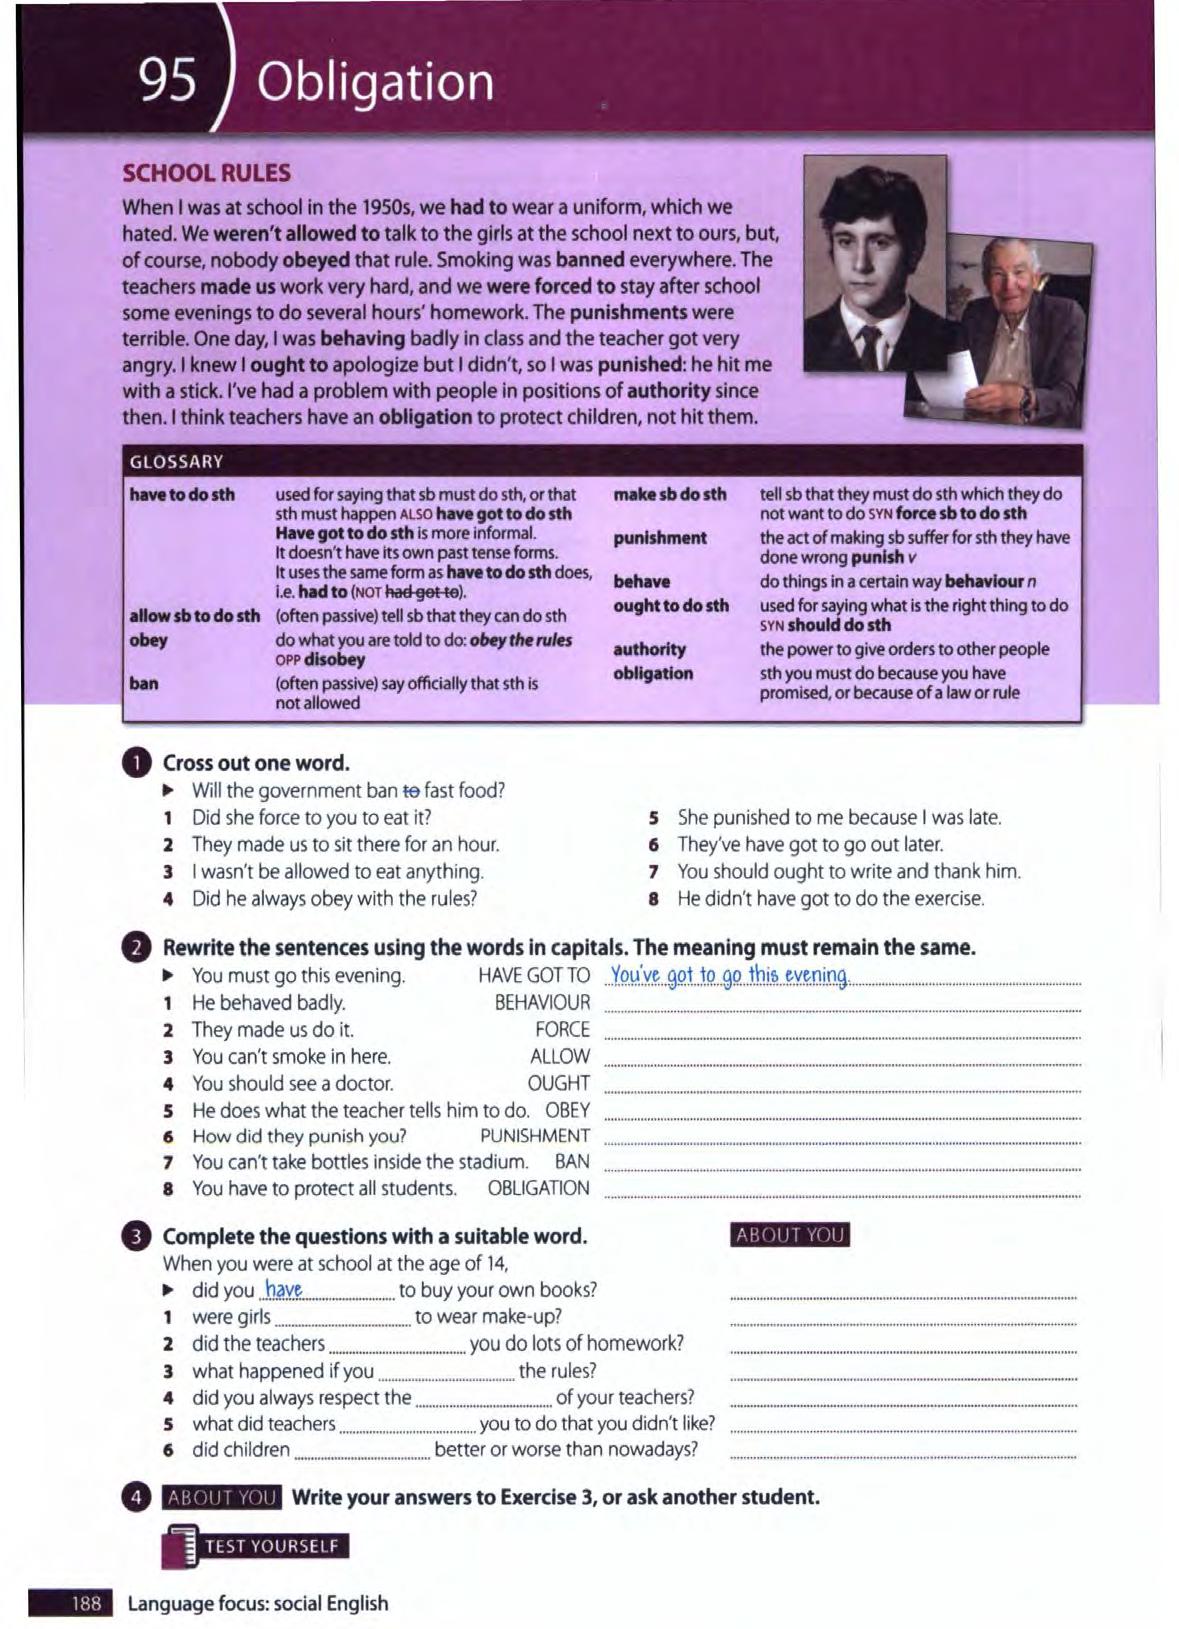 95 Obligation
SCHOOL RULES
When I was at school in the 1950s, we had to wear a uniform, which we
hated. We weren't allowed to talk to the girls at the school next to ours, but,
of course, nobody obeyed that rule. Smoking was banned everywhere. The
teachers made us work very hard, and we were forced to stay after school
some evenings to do several hours' homework. The punishments were
terrible. One day, I was behaving badly in class and the teacher got very
angry. I knew I ought to apologize but I didn't, so I was punished: he hit me
with a stick. I've had a problem with people in positions of authority since
then. I think teachers have an obligation to protect children, not hit them.
GLOSSARY
have to do sth used for saying that sb must do sth, or that
sth must happen ALSO have got to do sth
Have got to do sth is more informal.
It doesn't have its own past tense forms.
It uses the same form as have to do sth does,
i.e. had to (NOT had got to).
allow sb to do sth (often passive) tell sb that they can do sth
obey do what you are told to do: obey the rules
OPP disobey
ban (often passive) say officially that sth is
not allowed
make sb do sth tell sb that they must do sth which they do
not want to do SYN force sb to do sth
punishment the act of making sb suffer for sth they have
done wrong punish v
behave do things in a certain way behaviour n
ought to do sth used for saying what is the right thing to do
SYN should do sth
authority the power to give orders to other people
obligation sth you must do because you have
promised, or because of a law or rule
1 Cross out one word.
▶ Will the government ban to fast food?
1 Did she force to you to eat it?
2 They made us to sit there for an hour.
3 I wasn't be allowed to eat anything.
4 Did he always obey with the rules?
5 She punished to me because I was late.
6 They've have got to go out later.
7 You should ought to write and thank him.
8 He didn't have got to do the exercise.
2 Rewrite the sentences using the words in capitals. The meaning must remain the same.
▶ You must go this evening. HAVE GOT TO You've got to go this evening.
1 He behaved badly. BEHAVIOUR
2 They made us do it. FORCE
3 You can't smoke in here. ALLOW
4 You should see a doctor. OUGHT
5 He does what the teacher tells him to do. OBEY
6 How did they punish you? PUNISHMENT
7 You can't take bottles inside the stadium. BAN
8 You have to protect all students. OBLIGATION
3 Complete the questions with a suitable word. ABOUT YOU
When you were at school at the age of 14,
▶ did you have to buy your own books?
1 were girls to wear make-up?
2 did the teachers you do lots of homework?
3 what happened if you the rules?
4 did you always respect the of your teachers?
5 what did teachers you to do that you didn't like?
6 did children better or worse than nowadays?
4 ABOUT YOU Write your answers to Exercise 3, or ask another student.
TEST YOURSELF
188 Language focus: social English